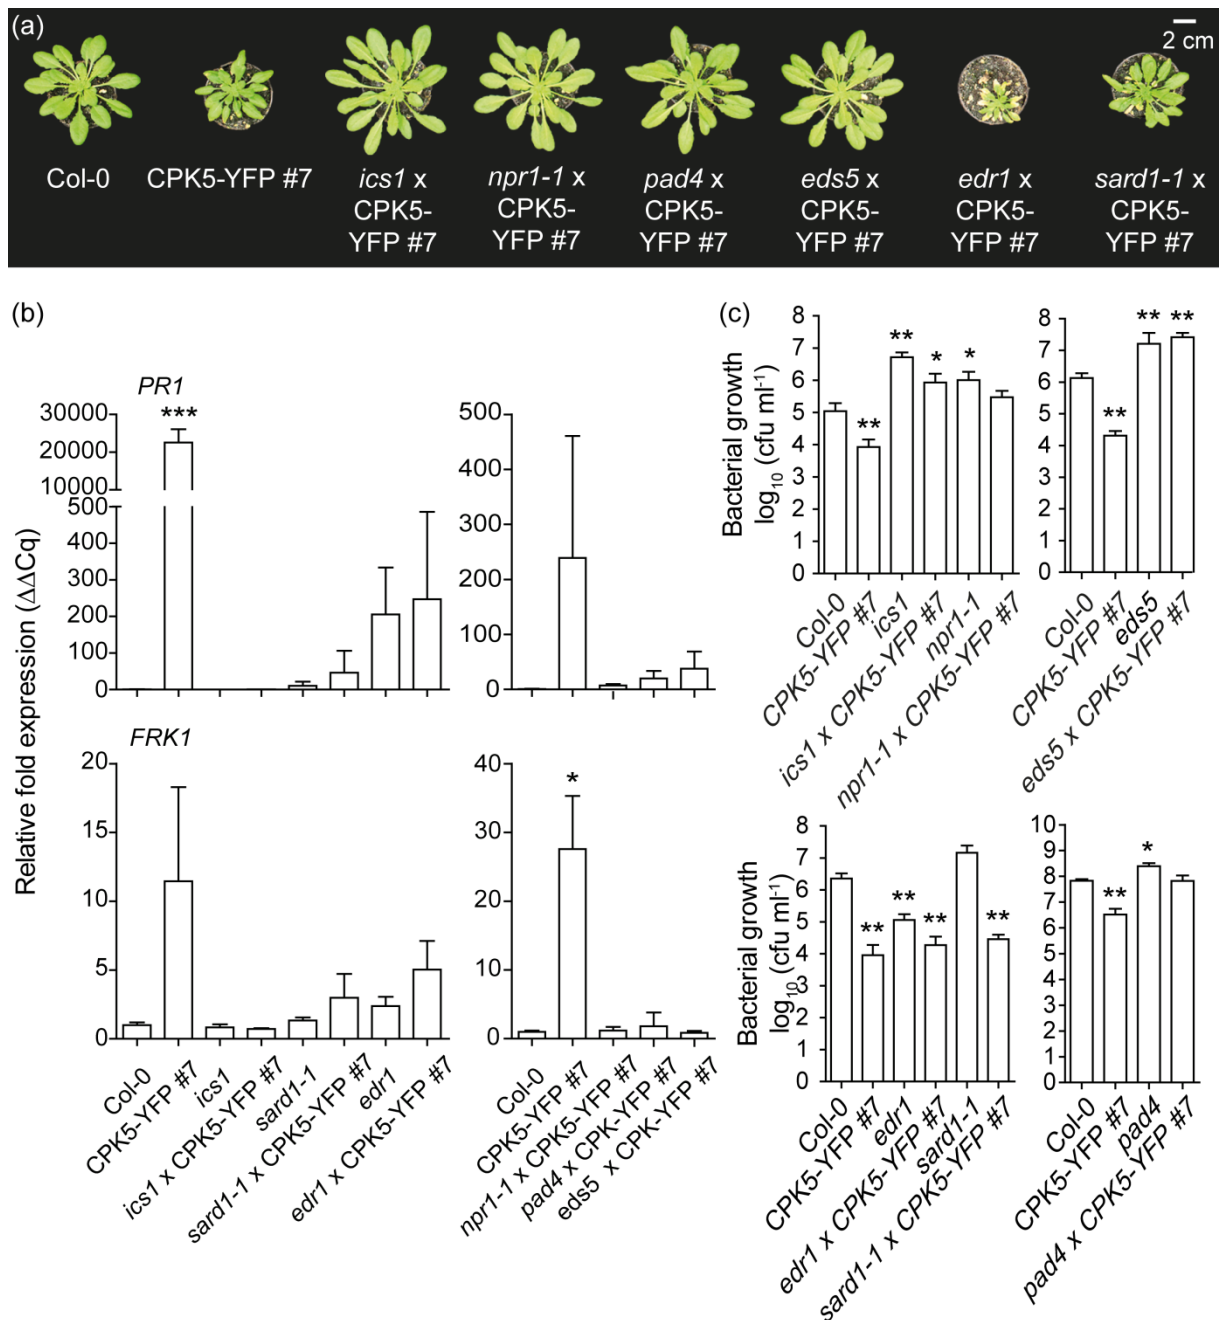 (a)
2 cm
Col-0
CPK5-YFP #7
ics1 x
CPK5-
YFP #7
npr1-1 x
CPK5-
YFP #7
pad4 x
CPK5-
YFP #7
eds5 x
CPK5-
YFP #7
edr1 x
CPK5-
YFP #7
sard1-1 x
CPK5-
YFP #7
(b)
Relative fold expression (ΔΔCq)
PR1
30000
20000
10000
500
400
300
200
100
0
***
500
400
300
200
100
0
FRK1
20
15
10
5
0
Col-0
CPK5-YFP #7
ics1
ics1 x CPK5-YFP #7
sard1-1
sard1-1 x CPK5-YFP #7
edr1
edr1 x CPK5-YFP #7
40
30
20
10
0
*
Col-0
CPK5-YFP #7
npr1-1 x CPK5-YFP #7
pad4 x CPK-YFP #7
eds5 x CPK-YFP #7
(c)
Bacterial growth
log10 (cfu ml-1)
8
7
6
5
4
3
2
1
0
**
**
*
*
Col-0
CPK5-YFP #7
ics1
ics1 x CPK5-YFP #7
npr1-1
npr1-1 x CPK5-YFP #7
8
7
6
5
4
3
2
1
0
**
**
**
Col-0
CPK5-YFP #7
eds5
eds5 x CPK5-YFP #7
Bacterial growth
log10 (cfu ml-1)
8
7
6
5
4
3
2
1
0
**
**
**
**
Col-0
CPK5-YFP #7
edr1
edr1 x CPK5-YFP #7
sard1-1
sard1-1 x CPK5-YFP #7
10
9
8
7
6
5
4
3
2
1
0
**
*
Col-0
CPK5-YFP #7
pad4
pad4 x CPK5-YFP #7